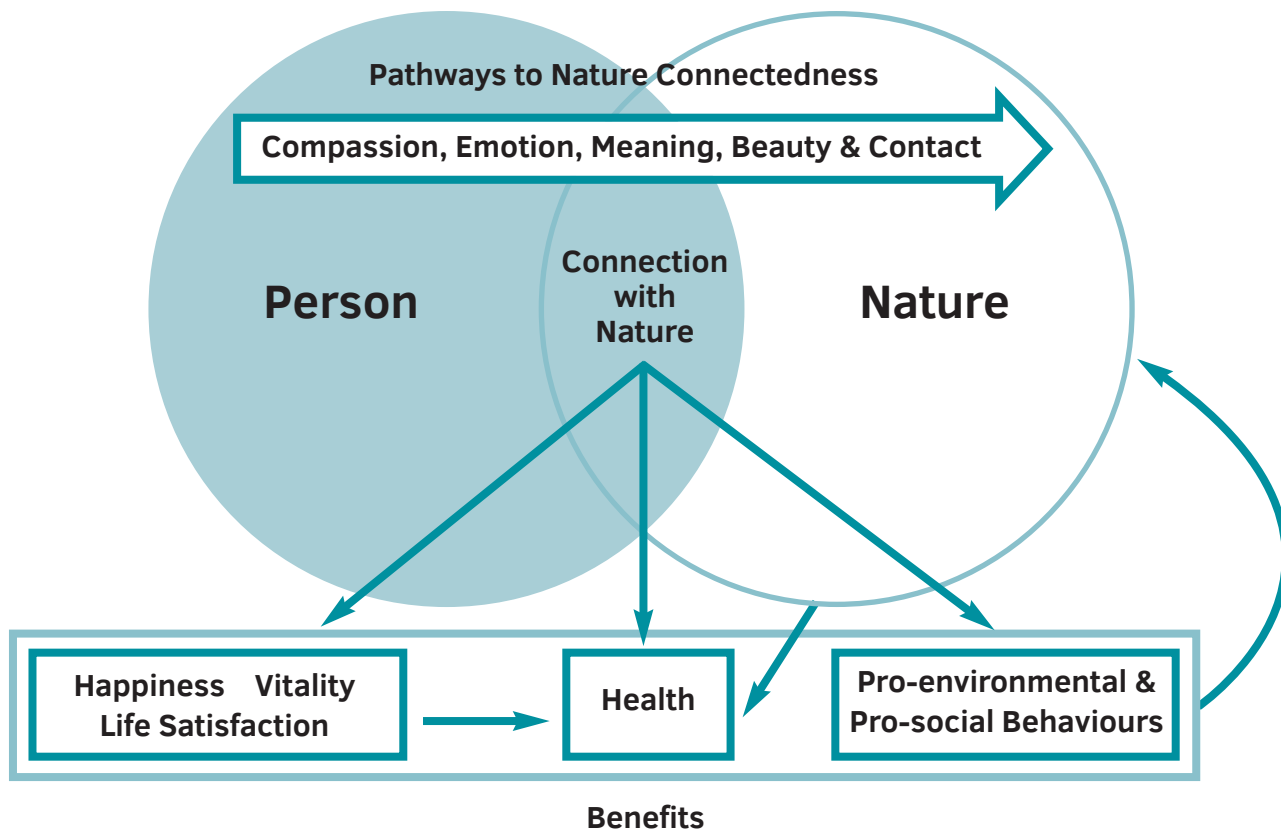 Pathways to Nature Connectedness
Compassion, Emotion, Meaning, Beauty & Contact
Person
Connection
with
Nature
Nature
Happiness Vitality
Life Satisfaction
Health
Pro-environmental &
Pro-social Behaviours
Benefits